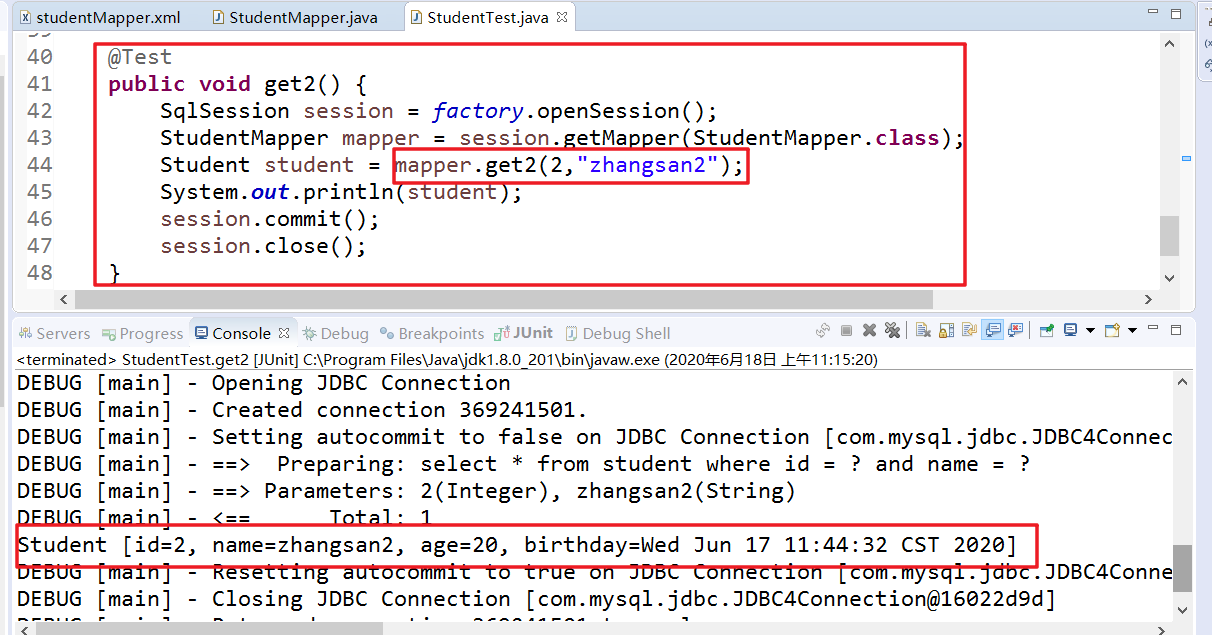 studentMapper.xml StudentMapper.java StudentTest.java
40 @Test
41 public void get2() {
42 SqlSession session = factory.openSession();
43 StudentMapper mapper = session.getMapper(StudentMapper.class);
44 Student student = mapper.get2(2,"zhangsan2");
45 System.out.println(student);
46 session.commit();
47 session.close();
48 }
Servers Progress Console Debug Breakpoints JUnit Debug Shell
<terminated> StudentTest.get2 [JUnit] C:\Program Files\Java\jdk1.8.0_201\bin\javaw.exe (2020年6月18日 上午11:15:20)
DEBUG [main] - Opening JDBC Connection
DEBUG [main] - Created connection 369241501.
DEBUG [main] - Setting autocommit to false on JDBC Connection [com.mysql.jdbc.JDBC4Connec
DEBUG [main] - ==>  Preparing: select * from student where id = ? and name = ?
DEBUG [main] - ==> Parameters: 2(Integer), zhangsan2(String)
DEBUG [main] - <==      Total: 1
Student [id=2, name=zhangsan2, age=20, birthday=Wed Jun 17 11:44:32 CST 2020]
DEBUG [main] - Resetting autocommit to true on JDBC Connection [com.mysql.jdbc.JDBC4Conne
DEBUG [main] - Closing JDBC Connection [com.mysql.jdbc.JDBC4Connection@16022d9d]